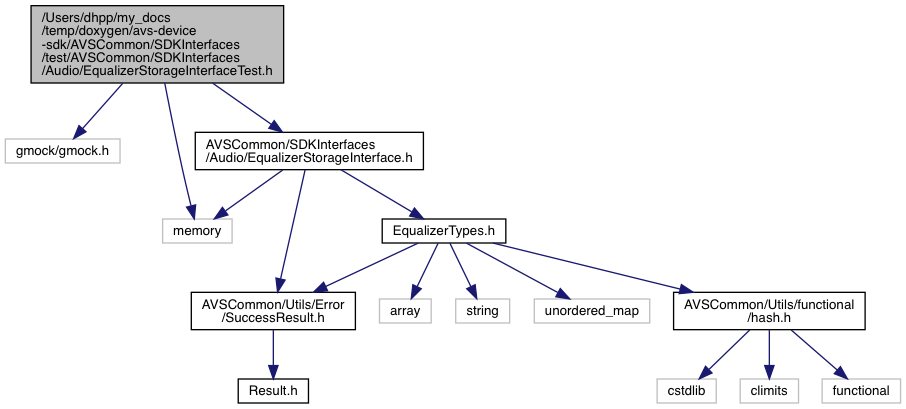 /Users/dhpp/my_docs
/temp/doxygen/avs-device
-sdk/AVSCommon/SDKInterfaces
/test/AVSCommon/SDKInterfaces
/Audio/EqualizerStorageInterfaceTest.h
gmock/gmock.h
AVSCommon/SDKInterfaces
/Audio/EqualizerStorageInterface.h
memory
EqualizerTypes.h
AVSCommon/Utils/Error
/SuccessResult.h
array
string
unordered_map
AVSCommon/Utils/functional
/hash.h
Result.h
cstdlib
climits
functional